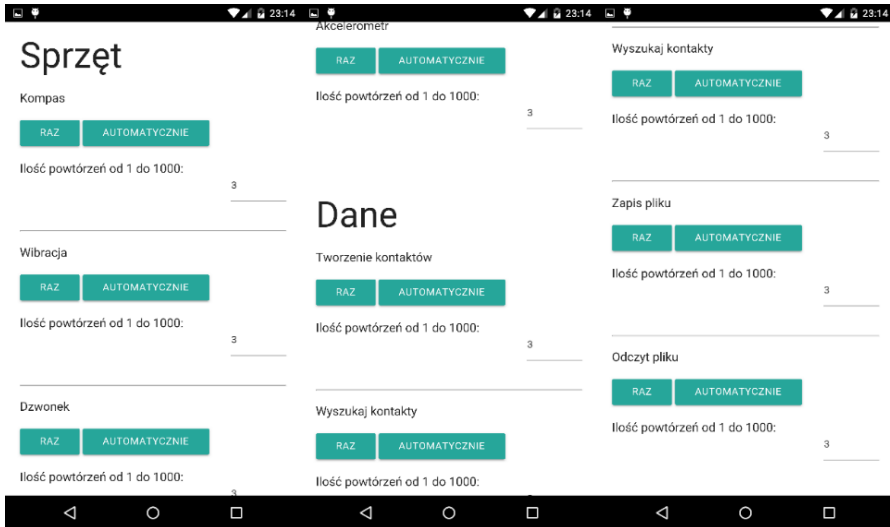 23:14
Sprzęt
Kompas
RAZ AUTOMATYCZNIE
Ilość powtórzeń od 1 do 1000:
3
Wibracja
RAZ AUTOMATYCZNIE
Ilość powtórzeń od 1 do 1000:
3
Dzwonek
RAZ AUTOMATYCZNIE
Ilość powtórzeń od 1 do 1000:
3
23:14
Akcelerometr
RAZ AUTOMATYCZNIE
Ilość powtórzeń od 1 do 1000:
3
Dane
Tworzenie kontaktów
RAZ AUTOMATYCZNIE
Ilość powtórzeń od 1 do 1000:
3
Wyszukaj kontakty
RAZ AUTOMATYCZNIE
Ilość powtórzeń od 1 do 1000:
23:14
Wyszukaj kontakty
RAZ AUTOMATYCZNIE
Ilość powtórzeń od 1 do 1000:
3
Zapis pliku
RAZ AUTOMATYCZNIE
Ilość powtórzeń od 1 do 1000:
3
Odczyt pliku
RAZ AUTOMATYCZNIE
Ilość powtórzeń od 1 do 1000:
3